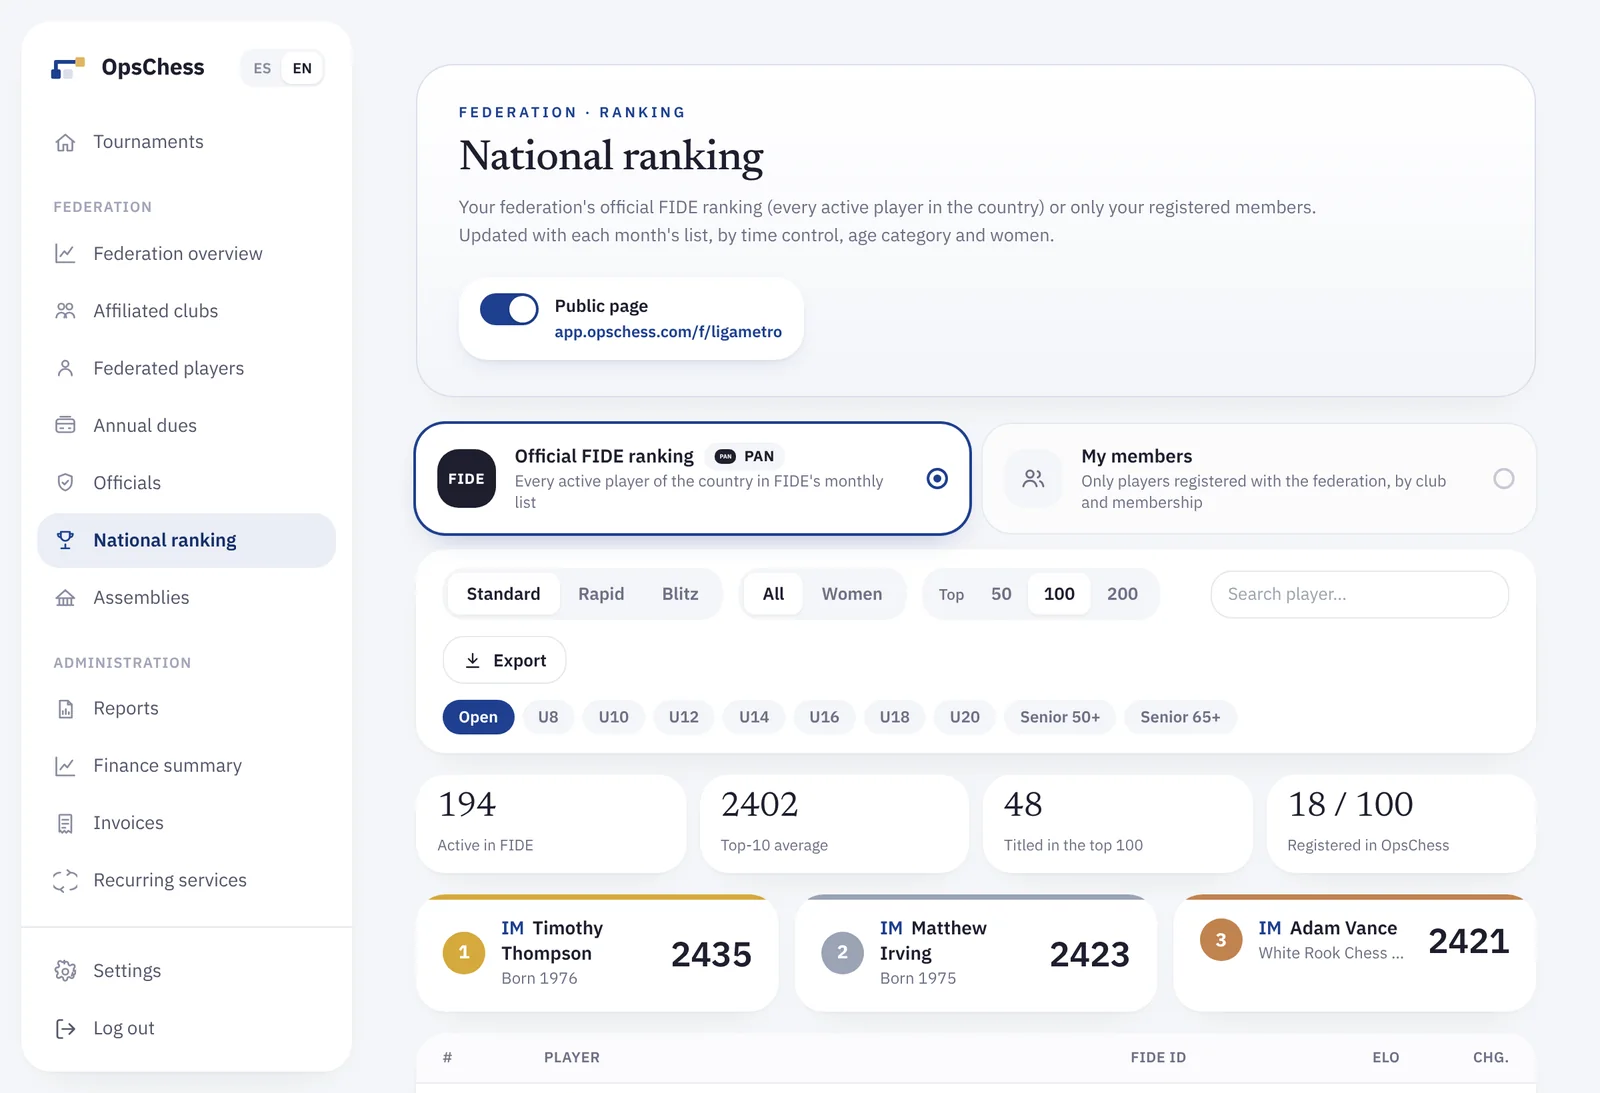 OpsChess
ES EN
Tournaments
FEDERATION
Federation overview
Affiliated clubs
Federated players
Annual dues
Officials
National ranking
Assemblies
ADMINISTRATION
Reports
Finance summary
Invoices
Recurring services
Settings
Log out
FEDERATION · RANKING
National ranking
Your federation's official FIDE ranking (every active player in the country) or only your registered members.
Updated with each month's list, by time control, age category and women.
Public page
app.opschess.com/f/ligametro
FIDE
Official FIDE ranking PAN PAN
Every active player of the country in FIDE's monthly
list
My members
Only players registered with the federation, by club
and membership
Standard Rapid Blitz All Women Top 50 100 200 Search player...
Export
Open U8 U10 U12 U14 U16 U18 U20 Senior 50+ Senior 65+
194
Active in FIDE
2402
Top-10 average
48
Titled in the top 100
18 / 100
Registered in OpsChess
1
IM Timothy
Thompson
Born 1976
2435
2
IM Matthew
Irving
Born 1975
2423
3
IM Adam Vance
White Rook Chess ...
2421
# PLAYER FIDE ID ELO CHG.